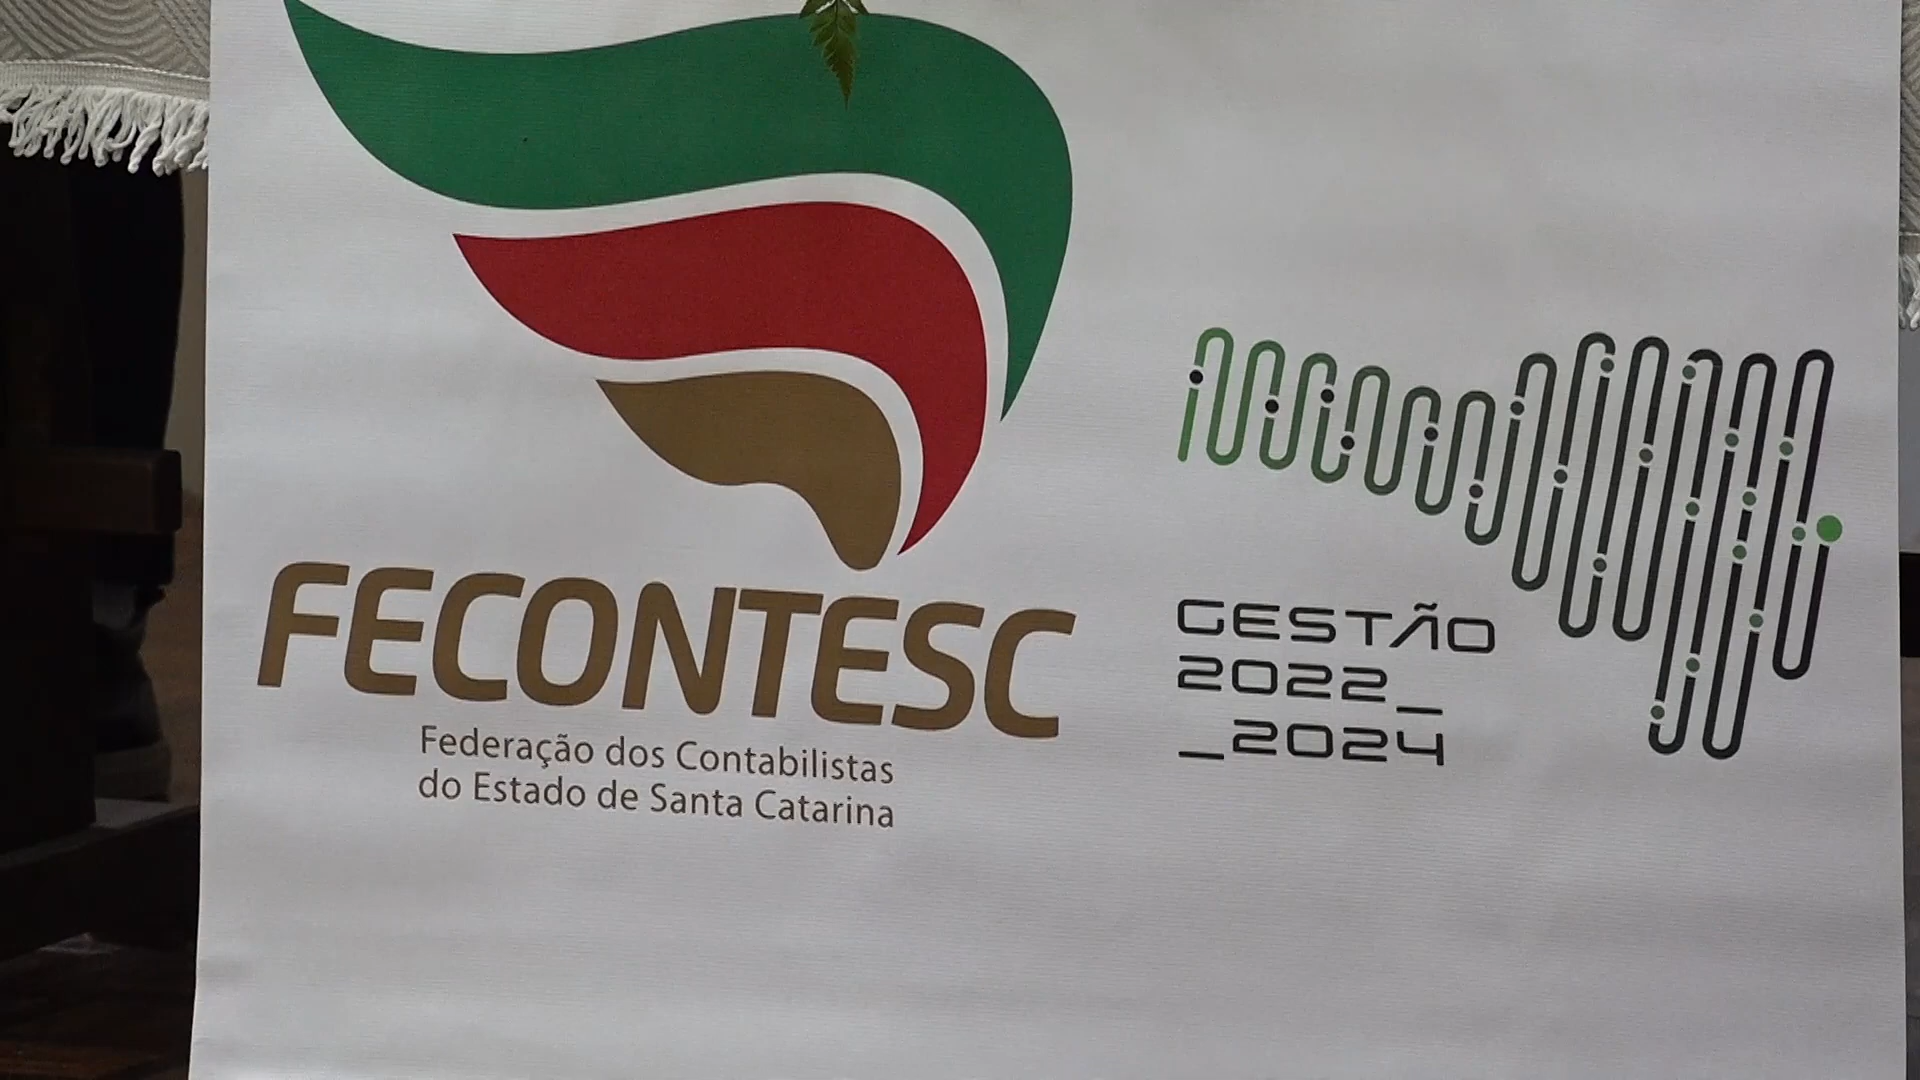 FECONTESC
Federação dos Contabilistas
do Estado de Santa Catarina
GESTÃO
2022_
_2024